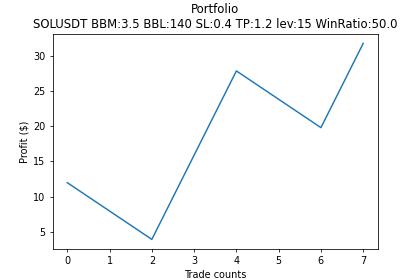 Portfolio
SOLUSDT BBM:3.5 BBL:140 SL:0.4 TP:1.2 lev:15 WinRatio:50.0
30
25
20
15
10
5
Profit ($)
0 1 2 3 4 5 6 7
Trade counts